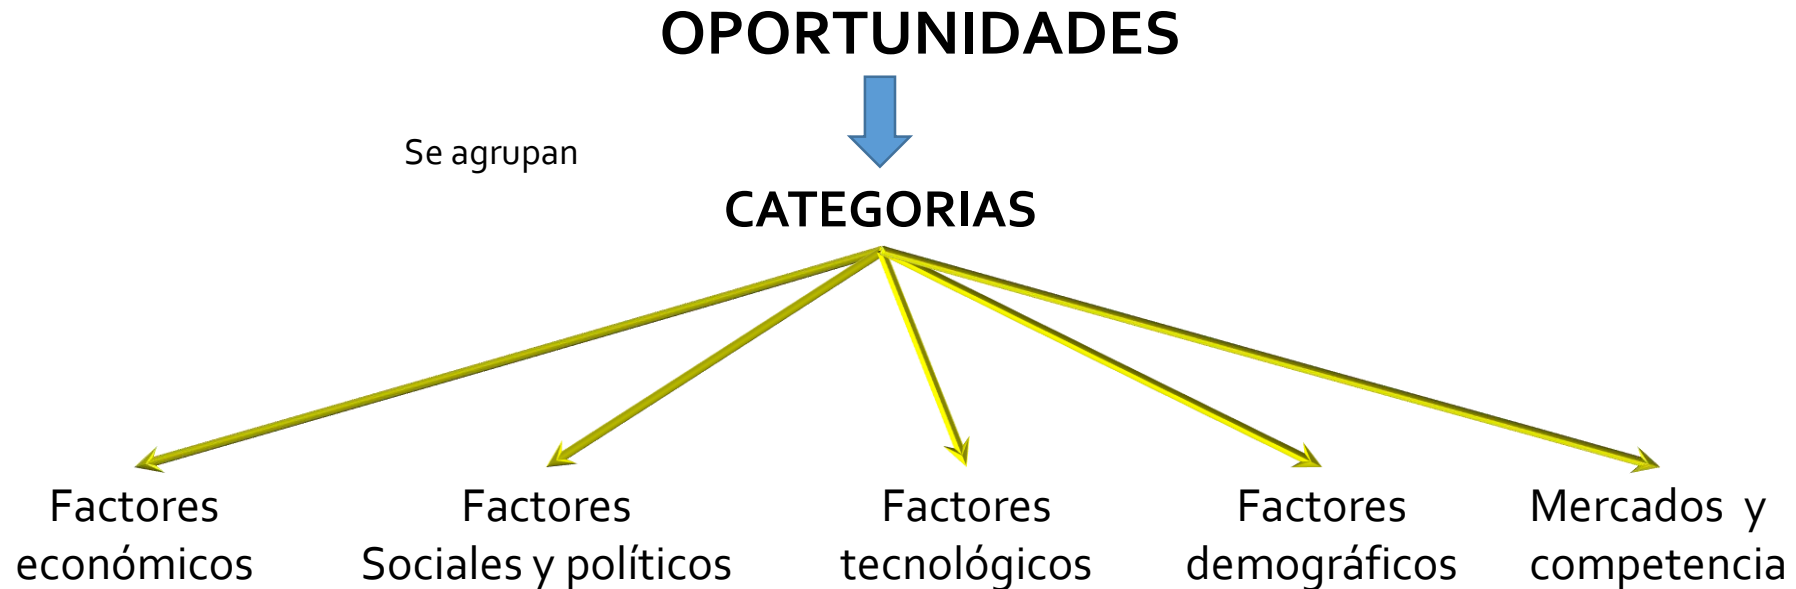 OPORTUNIDADES
Se agrupan
CATEGORIAS
Factores
económicos
Factores
Sociales y políticos
Factores
tecnológicos
Factores
demográficos
Mercados y
competencia